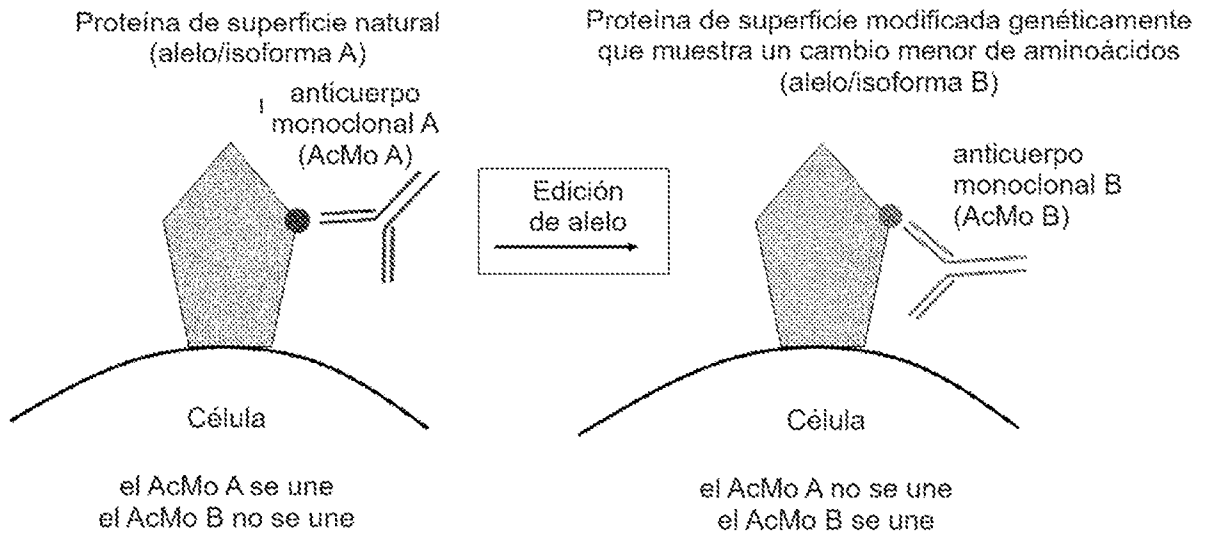 Proteína de superficie natural
(alelo/isoforma A)
anticuerpo
monoclonal A
(AcMo A)
Edición
de alelo
Proteína de superficie modificada genéticamente
que muestra un cambio menor de aminoácidos
(alelo/isoforma B)
anticuerpo
monoclonal B
(AcMo B)
Célula
Célula
el AcMo A se une
el AcMo B no se une
el AcMo A no se une
el AcMo B se une